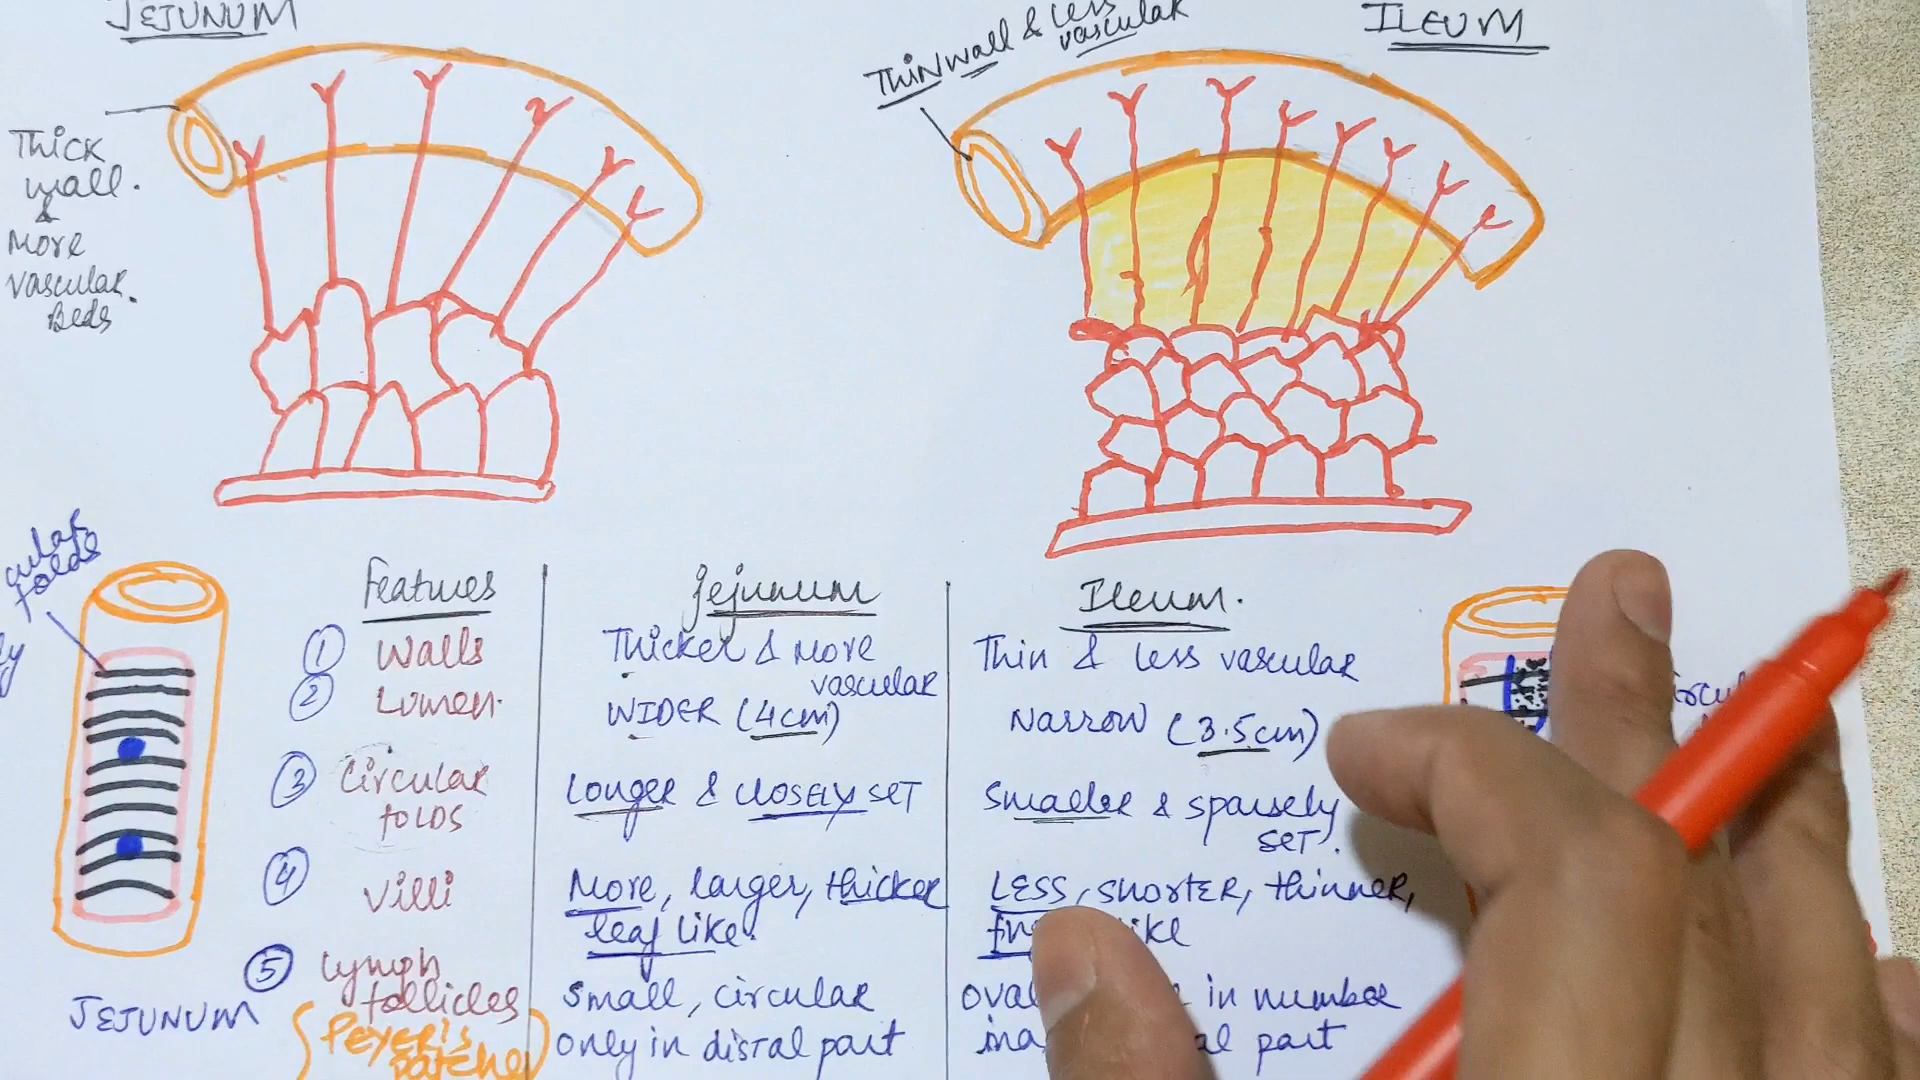 JEJUNUM
Thin wall & Less
vascular
ILEUM
Thick
wall.
&
More
vascular.
Beds
folds
Features
Jejunum
Ileum.
① Walls
Thicker & More
vascular
Thin & Less vascular
② Lumen.
WIDER (4cm)
Narrow (3.5cm)
③ Circular
folds
Longer & closely set
Smaller & sparsely
set.
④ Villi
More, larger, thicker
leaf like.
LESS, shorter, thinner,
like
⑤ Lymph
follicles
Small, circular
in number
Peyer's
only in distal part
part
JEJUNUM